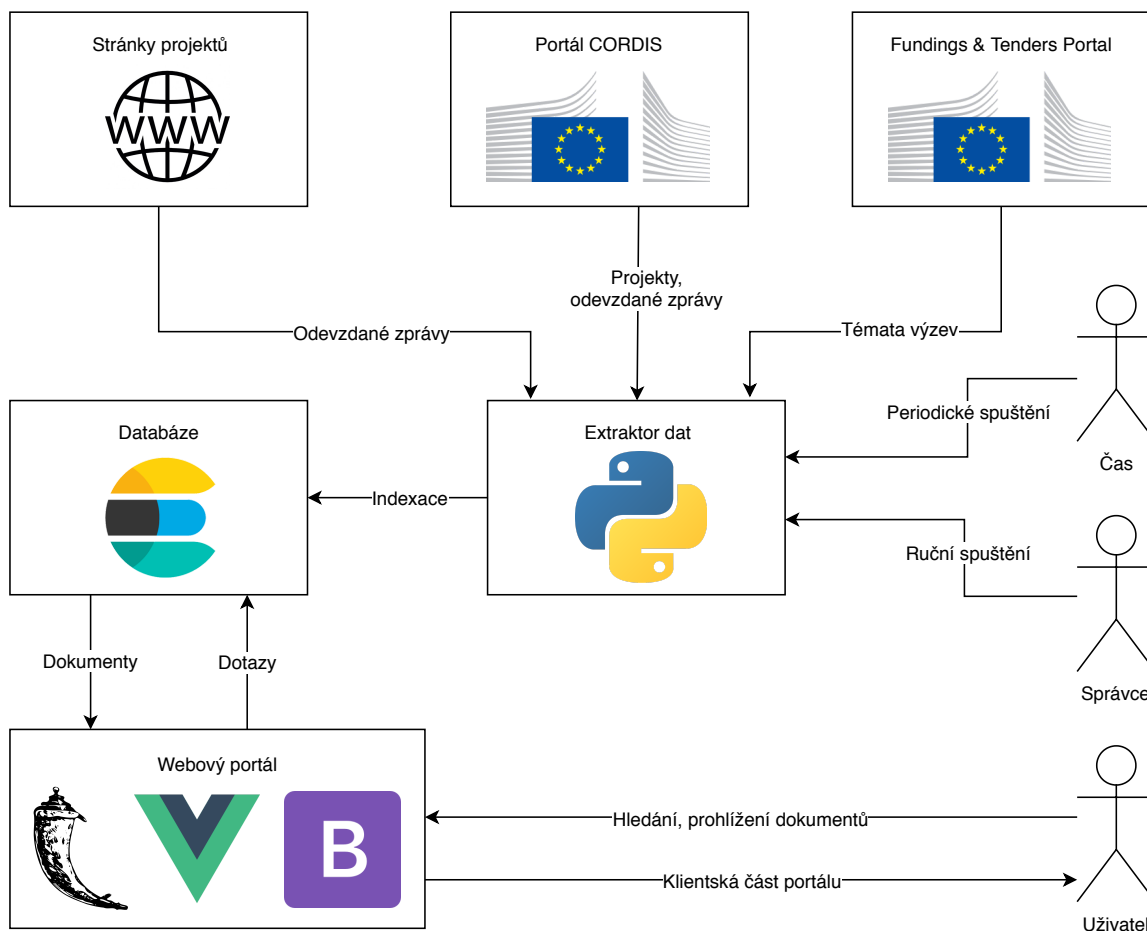 Stránky projektů
Portál CORDIS
Fundings & Tenders Portal
WWW
Projekty,
odevzdané zprávy
Odevzdané zprávy
Témata výzev
Periodické spuštění
Čas
Databáze
Extraktor dat
Indexace
Ruční spuštění
Správce
Dokumenty
Dotazy
Webový portál
B
Hledání, prohlížení dokumentů
Klientská část portálu
Uživatel